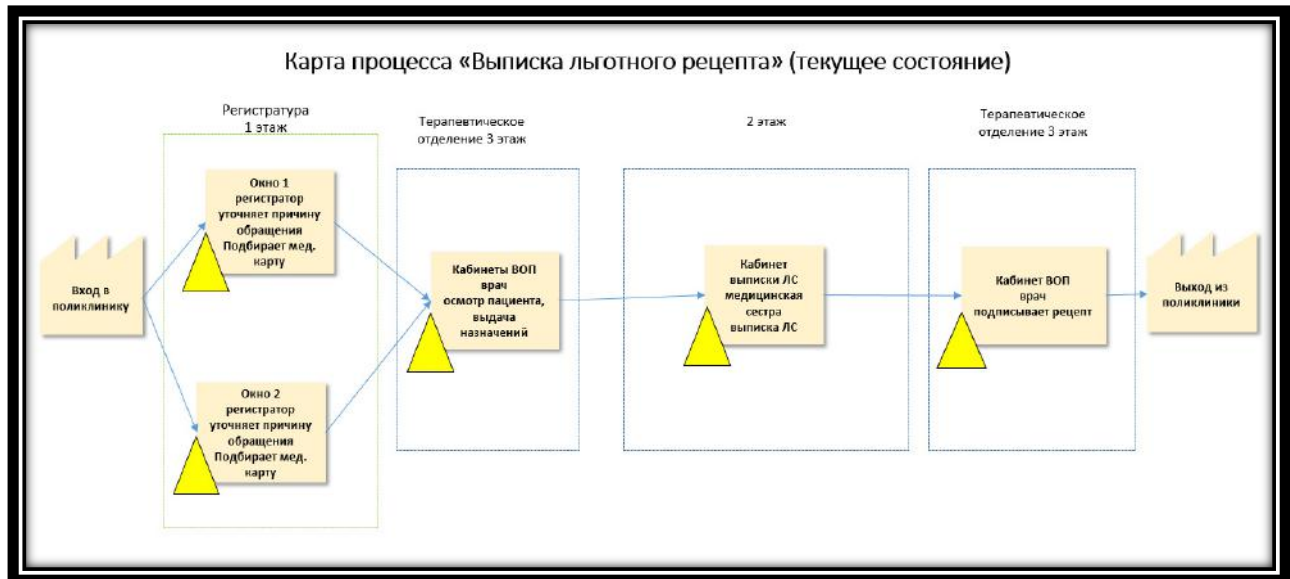 Карта процесса «Выписка льготного рецепта» (текущее состояние)
Регистратура
1 этаж
Терапевтическое
отделение 3 этаж
2 этаж
Терапевтическое
отделение 3 этаж
Вход в
поликлинику
Окно 1
регистратор
уточняет причину
обращения
Подбирает мед.
карту
Окно 2
регистратор
уточняет причину
обращения
Подбирает мед.
карту
Кабинеты ВОП
врач
осмотр пациента,
выдача
назначений
Кабинет
выписки ЛС
медицинская
сестра
выписка ЛС
Кабинет ВОП
врач
подписывает рецепт
Выход из
поликлиники